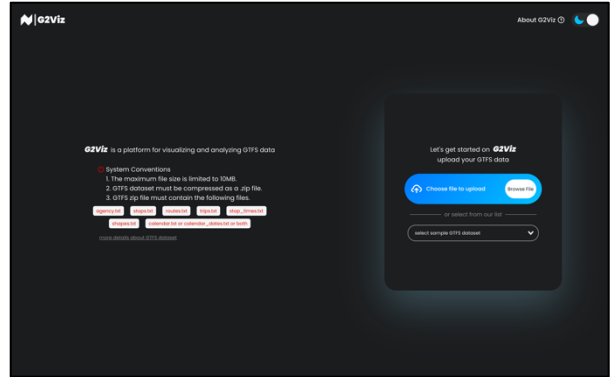 G2Viz
About G2Viz
G2Viz is a platform for visualizing and analyzing GTFS data
System Conventions
1. The maximum file size is limited to 10MB.
2. GTFS dataset must be compressed as a .zip file.
3. GTFS zip file must contain the following files.
agency.txt stops.txt routes.txt trips.txt stop_times.txt
shapes.txt calendar.txt or calendar_dates.txt or both
more details about GTFS dataset
Let's get started on G2Viz
upload your GTFS data
Choose file to upload Browse File
or select from our list
select sample GTFS dataset